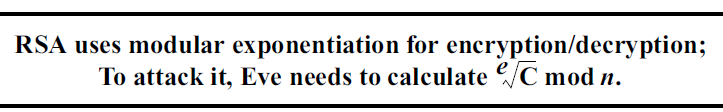 RSA uses modular exponentiation for encryption/decryption;
To attack it, Eve needs to calculate ᵉ√C mod n.